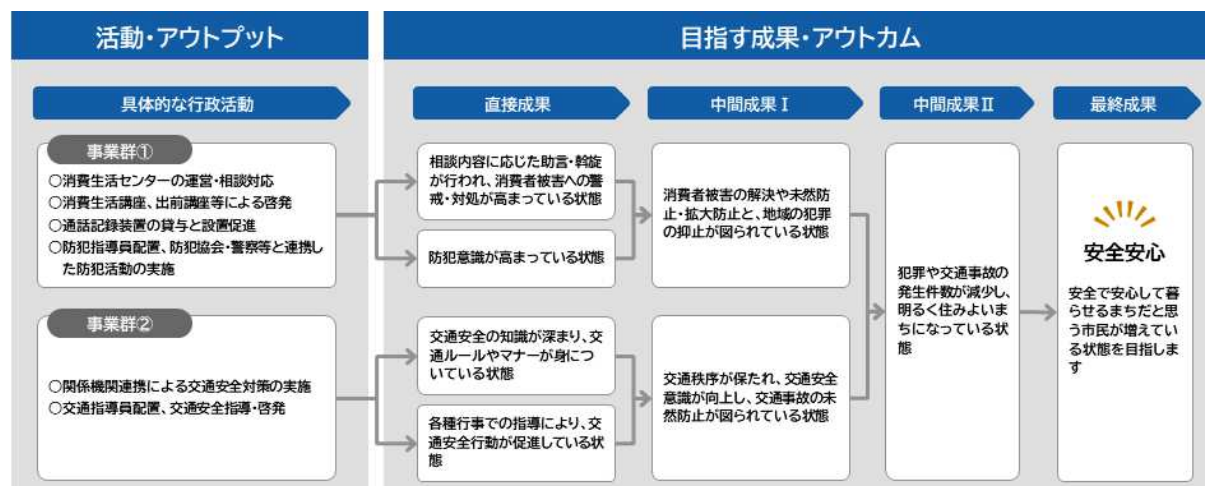 活動・アウトプット
目指す成果・アウトカム
具体的な行政活動
直接成果
中間成果Ⅰ
中間成果Ⅱ
最終成果
事業群①
○消費生活センターの運営・相談対応
○消費生活講座、出前講座等による啓発
○通話記録装置の貸与と設置促進
○防犯指導員配置、防犯協会・警察等と連携し
た防犯活動の実施
相談内容に応じた助言・斡旋
が行われ、消費者被害への警
戒・対処が高まっている状態
防犯意識が高まっている状態
消費者被害の解決や未然防
止・拡大防止と、地域の犯罪
の抑止が図られている状態
事業群②
○関係機関連携による交通安全対策の実施
○交通指導員配置、交通安全指導・啓発
交通安全の知識が深まり、交
通ルールやマナーが身につ
いている状態
各種行事での指導により、交
通安全行動が促進している状
態
交通秩序が保たれ、交通安全
意識が向上し、交通事故の未
然防止が図られている状態
犯罪や交通事故の
発生件数が減少し、
明るく住みよいま
ちになっている状
態
安全安心
安全で安心して暮
らせるまちだと思
う市民が増えてい
る状態を目指しま
す